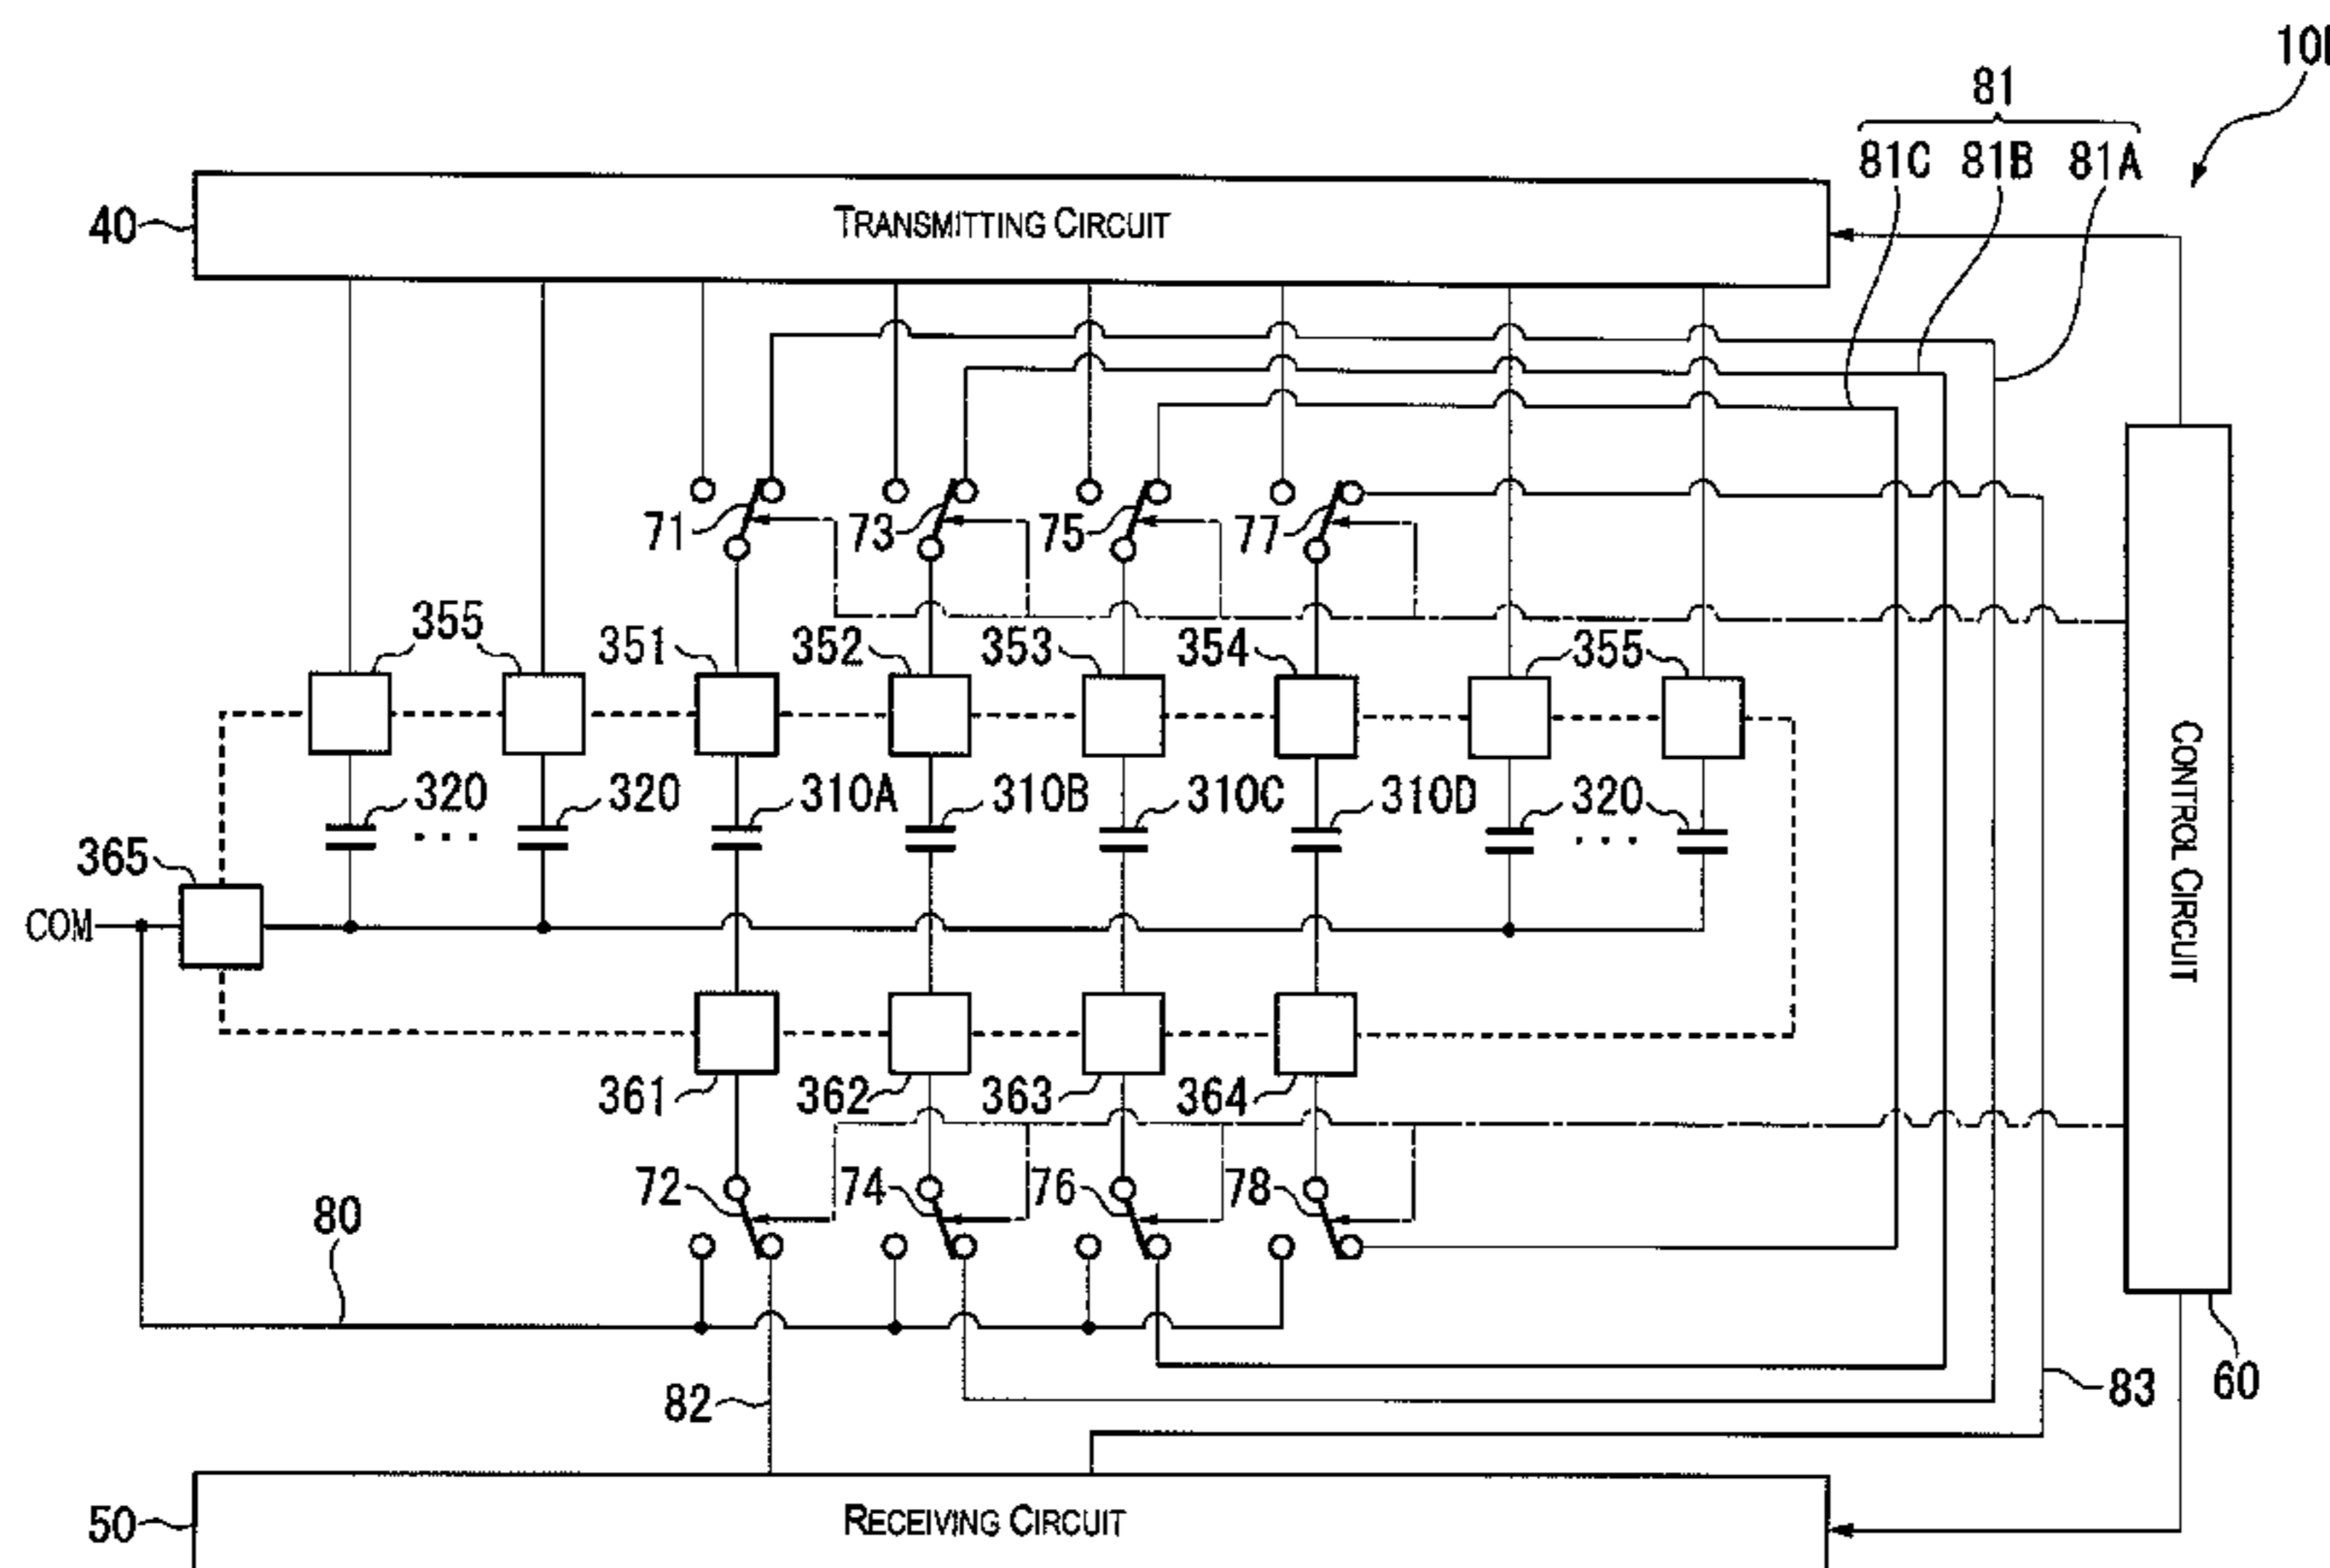 81
81C 81B 81A
40
TRANSMITTING CIRCUIT
71 73 75 77
355 351 352 353 354 355
320 ... 320 310A 310B 310C 310D 320 ...
365
COM
CONTROL CIRCUIT
361 362 363 364
72 74 76 78
80
82 83 60
50
RECEIVING CIRCUIT